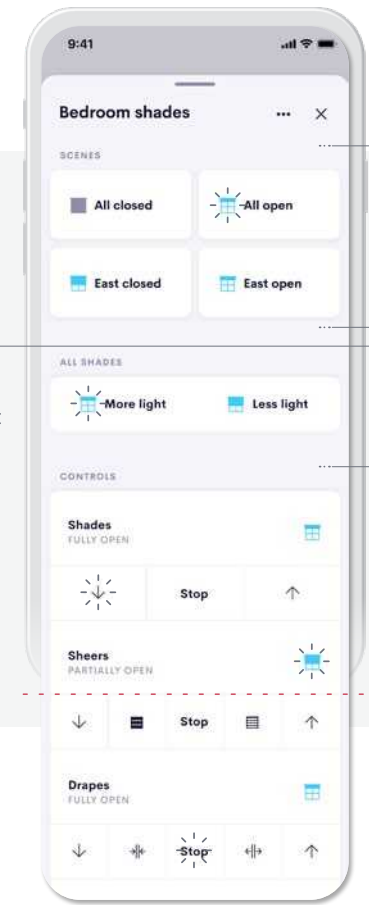 9:41
Bedroom shades
SCENES
All closed
All open
East closed
East open
ALL SHADES
More light
Less light
CONTROLS
Shades
FULLY OPEN
Stop
Sheers
PARTIALLY OPEN
Stop
Drapes
FULLY OPEN
Stop